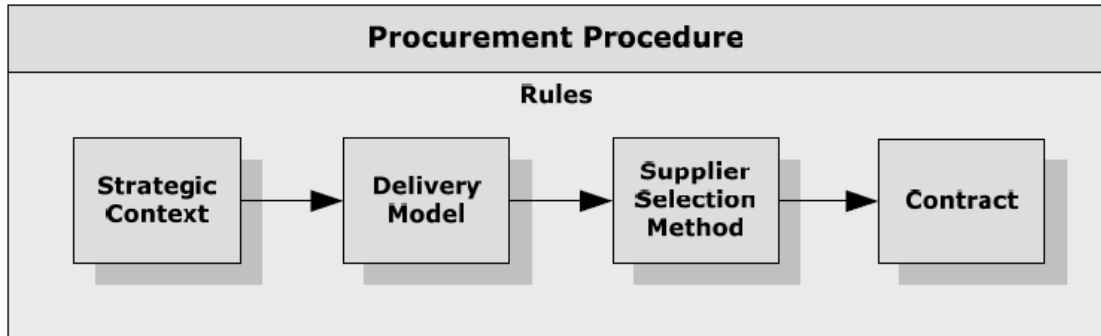 Procurement Procedure
Rules
Strategic
Context
Delivery
Model
Supplier
Selection
Method
Contract